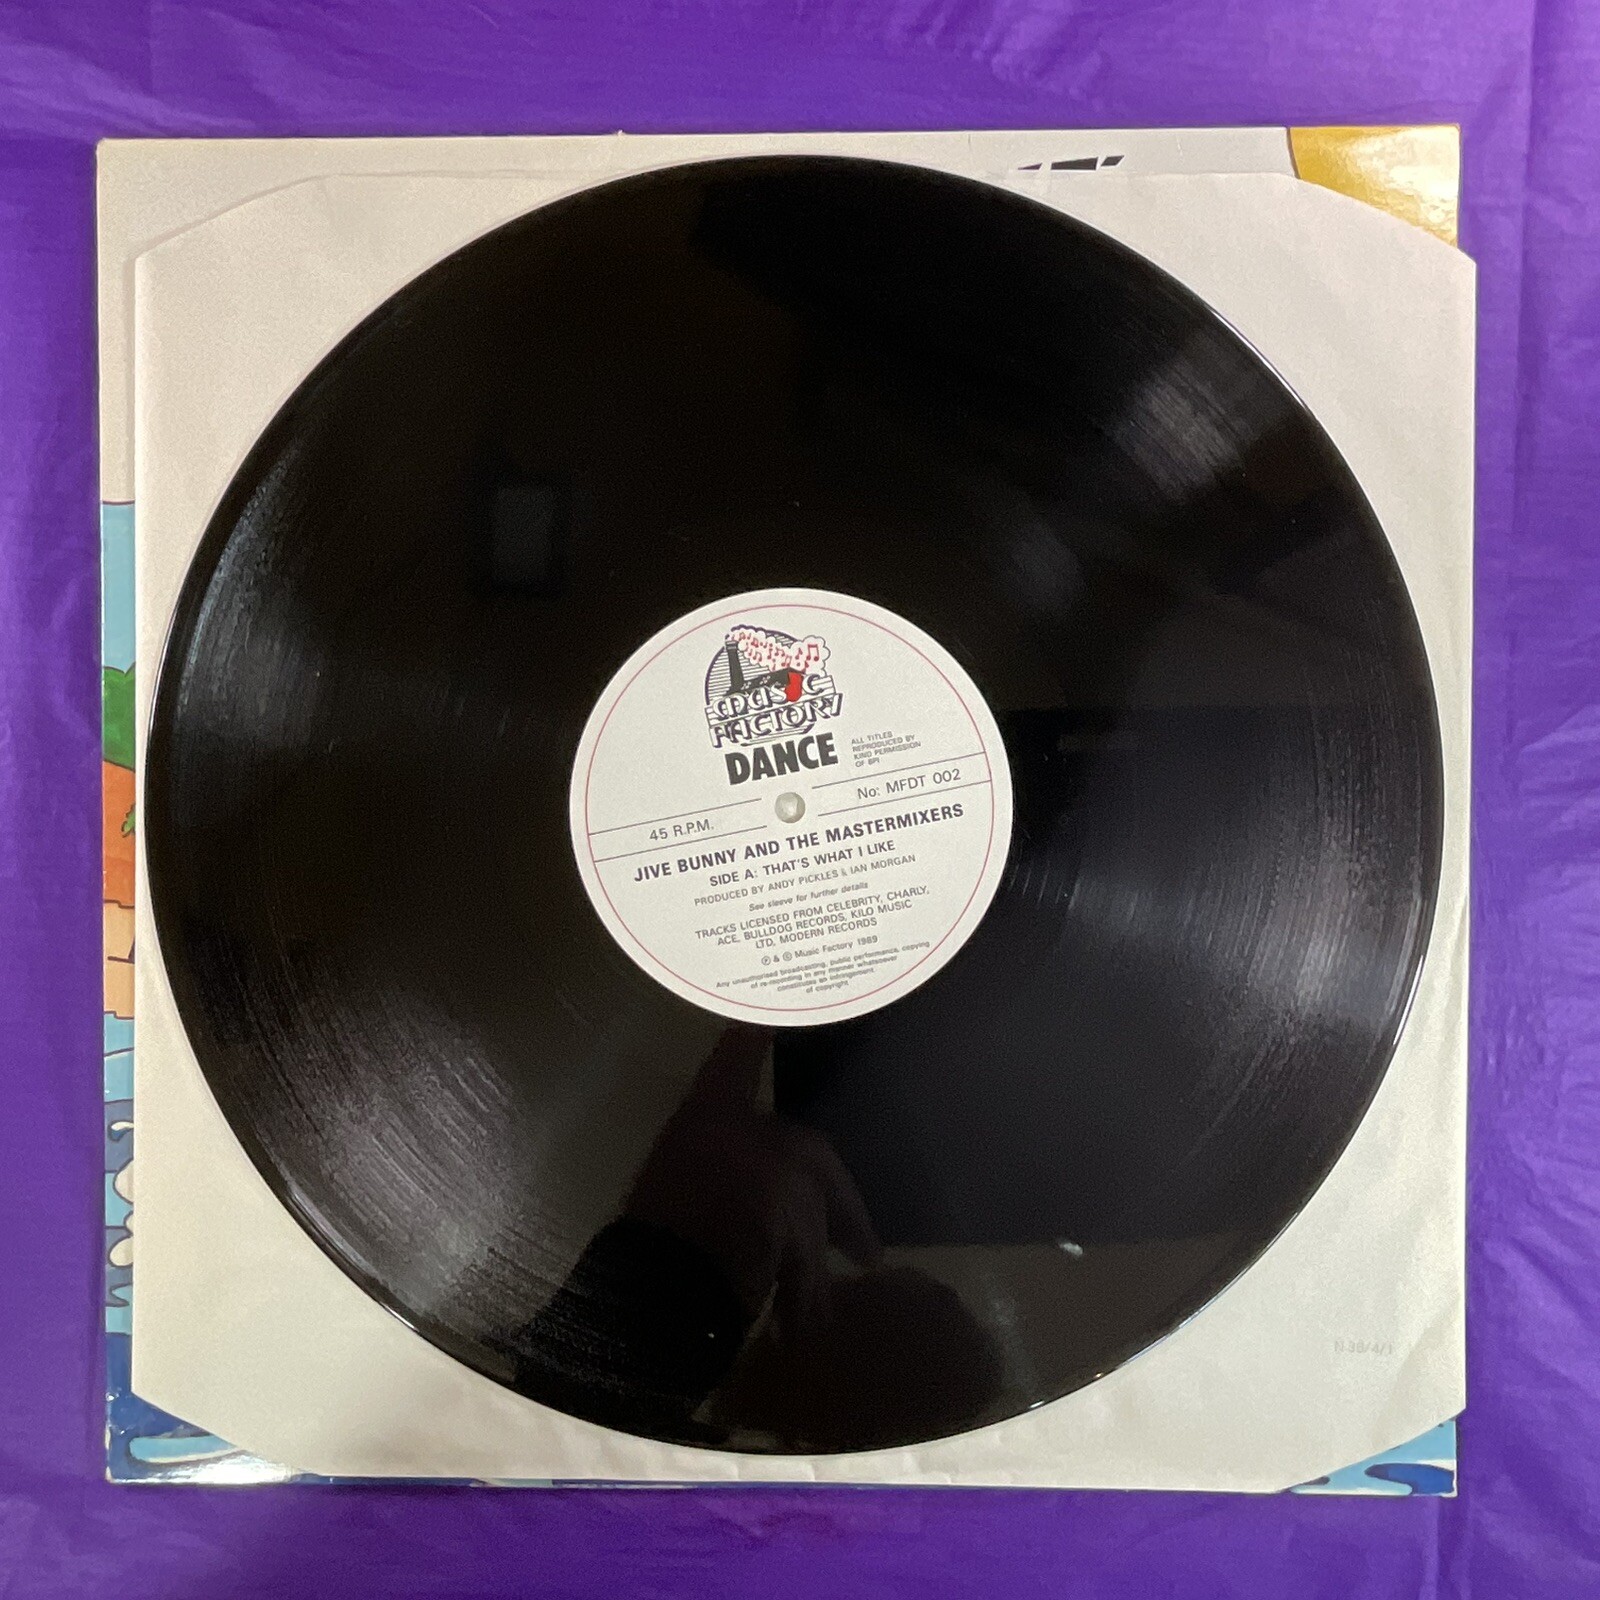 MUSIC
FACTORY
DANCE
ALL TITLES
REPRODUCED BY
KIND PERMISSION
OF BPI
45 R.P.M.
No: MFDT 002
JIVE BUNNY AND THE MASTERMIXERS
SIDE A: THAT'S WHAT I LIKE
PRODUCED BY ANDY PICKLES & IAN MORGAN
See sleeve for further details
TRACKS LICENSED FROM CELEBRITY, CHARLY,
ACE, BULLDOG RECORDS, KILO MUSIC
LTD, MODERN RECORDS
℗ & © Music Factory 1989
Any unauthorised broadcasting, public performance, copying
of re-recording in any manner whatsoever
constitutes an infringement
of copyright
N 38/4/1